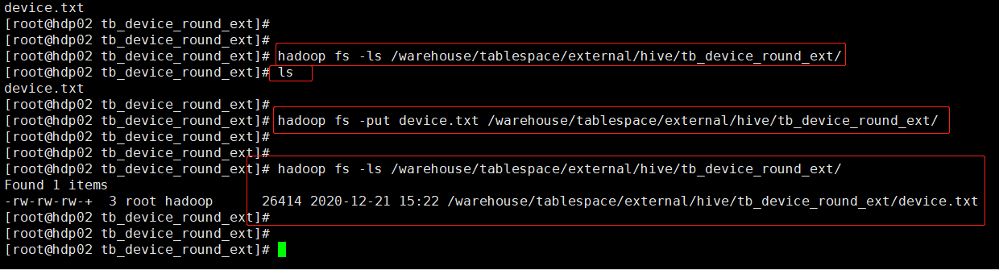 device.txt
[root@hdp02 tb_device_round_ext]#
[root@hdp02 tb_device_round_ext]#
[root@hdp02 tb_device_round_ext]# hadoop fs -ls /warehouse/tablespace/external/hive/tb_device_round_ext/
[root@hdp02 tb_device_round_ext]# ls
device.txt
[root@hdp02 tb_device_round_ext]#
[root@hdp02 tb_device_round_ext]# hadoop fs -put device.txt /warehouse/tablespace/external/hive/tb_device_round_ext/
[root@hdp02 tb_device_round_ext]#
[root@hdp02 tb_device_round_ext]#
[root@hdp02 tb_device_round_ext]# hadoop fs -ls /warehouse/tablespace/external/hive/tb_device_round_ext/
Found 1 items
-rw-rw-rw-+  3 root hadoop      26414 2020-12-21 15:22 /warehouse/tablespace/external/hive/tb_device_round_ext/device.txt
[root@hdp02 tb_device_round_ext]#
[root@hdp02 tb_device_round_ext]#
[root@hdp02 tb_device_round_ext]#